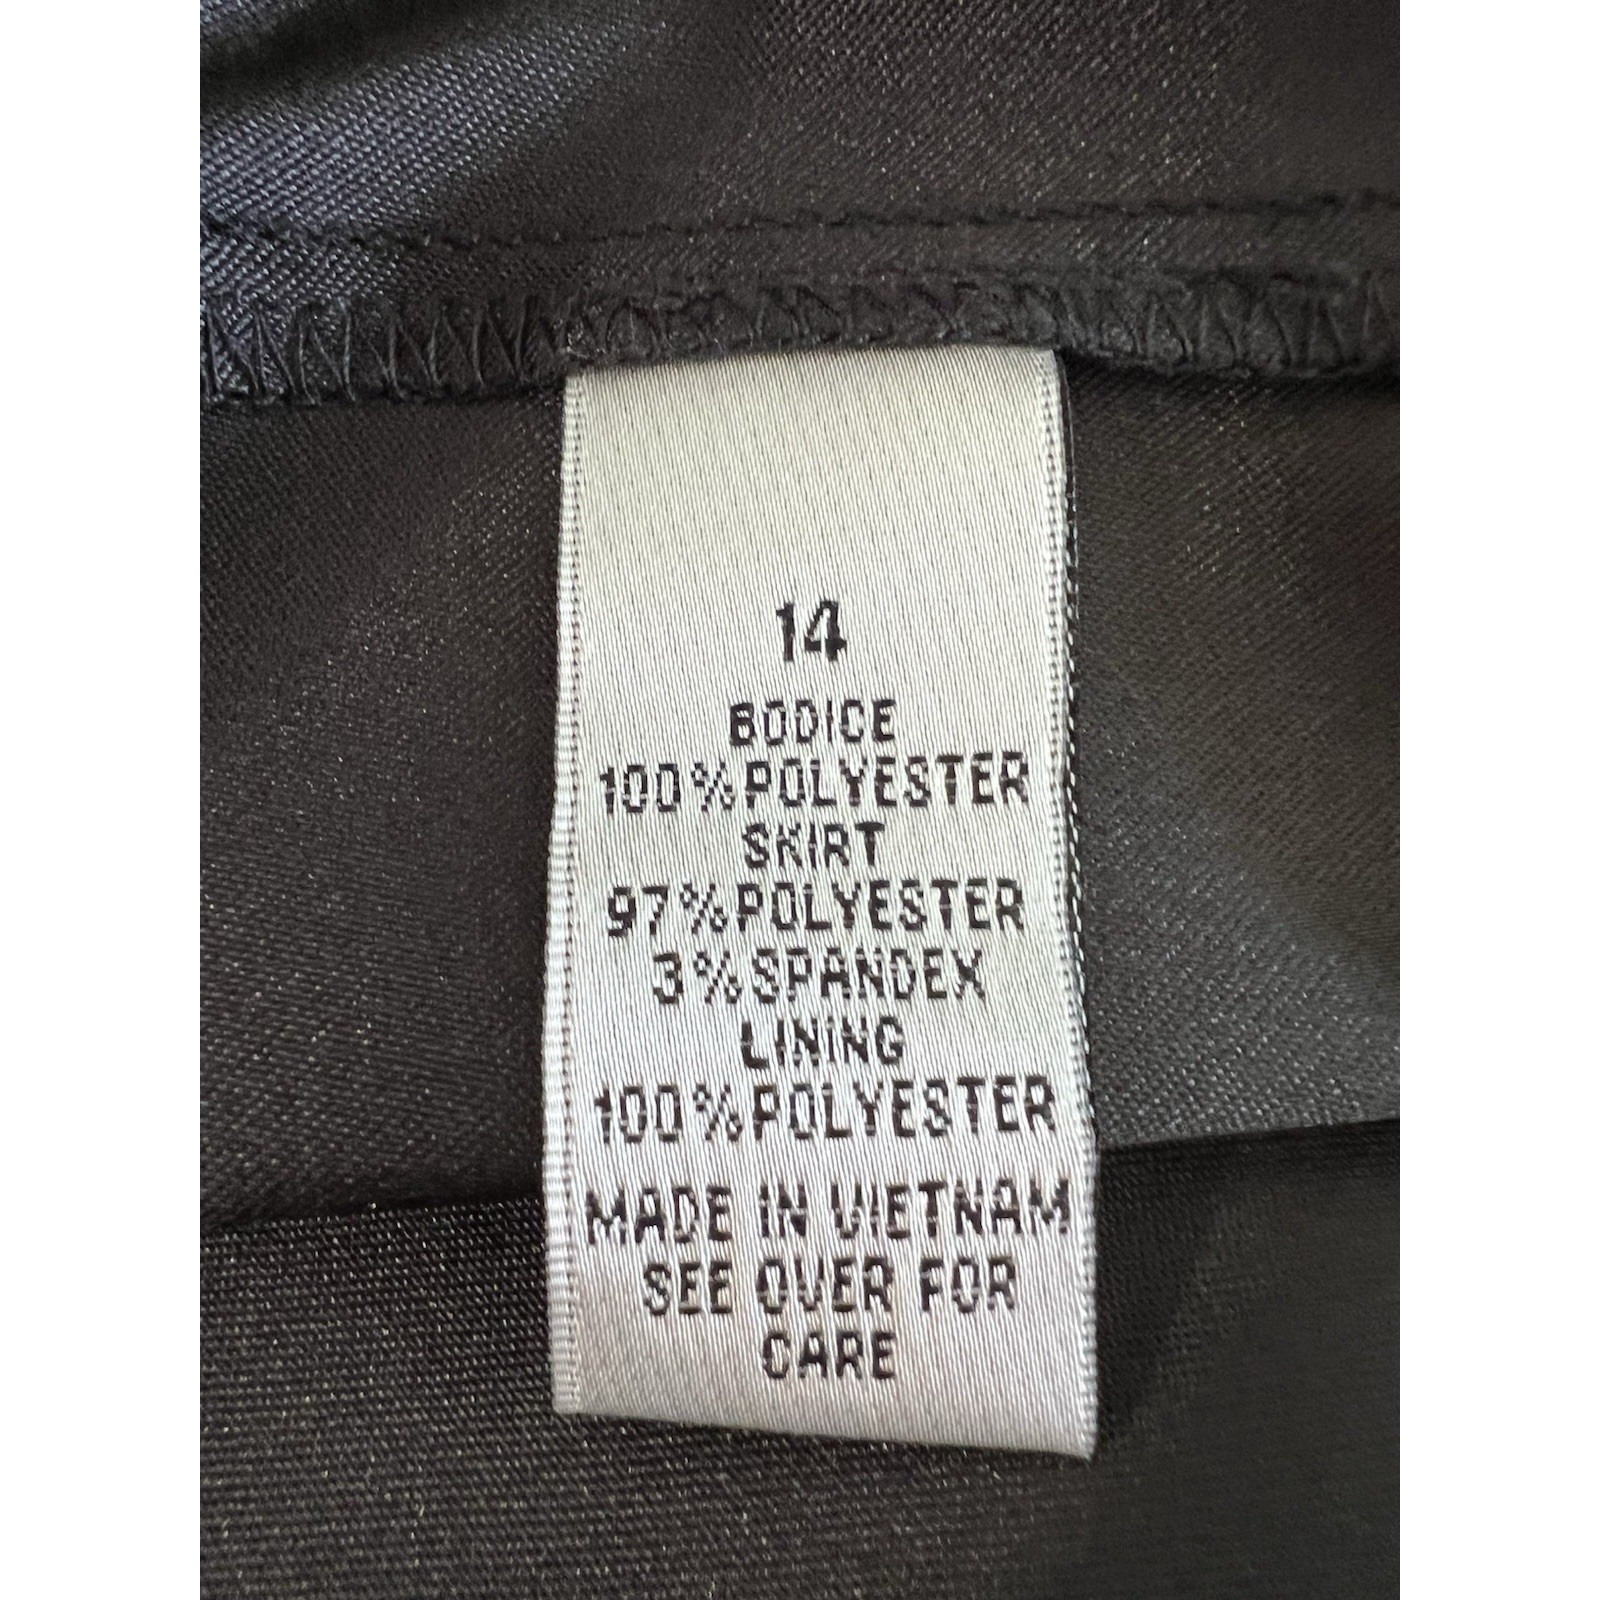 14
BODICE
100%POLYESTER
SKIRT
97%POLYESTER
3%SPANDEX
LINING
100%POLYESTER
MADE IN VIETNAM
SEE OVER FOR
CARE